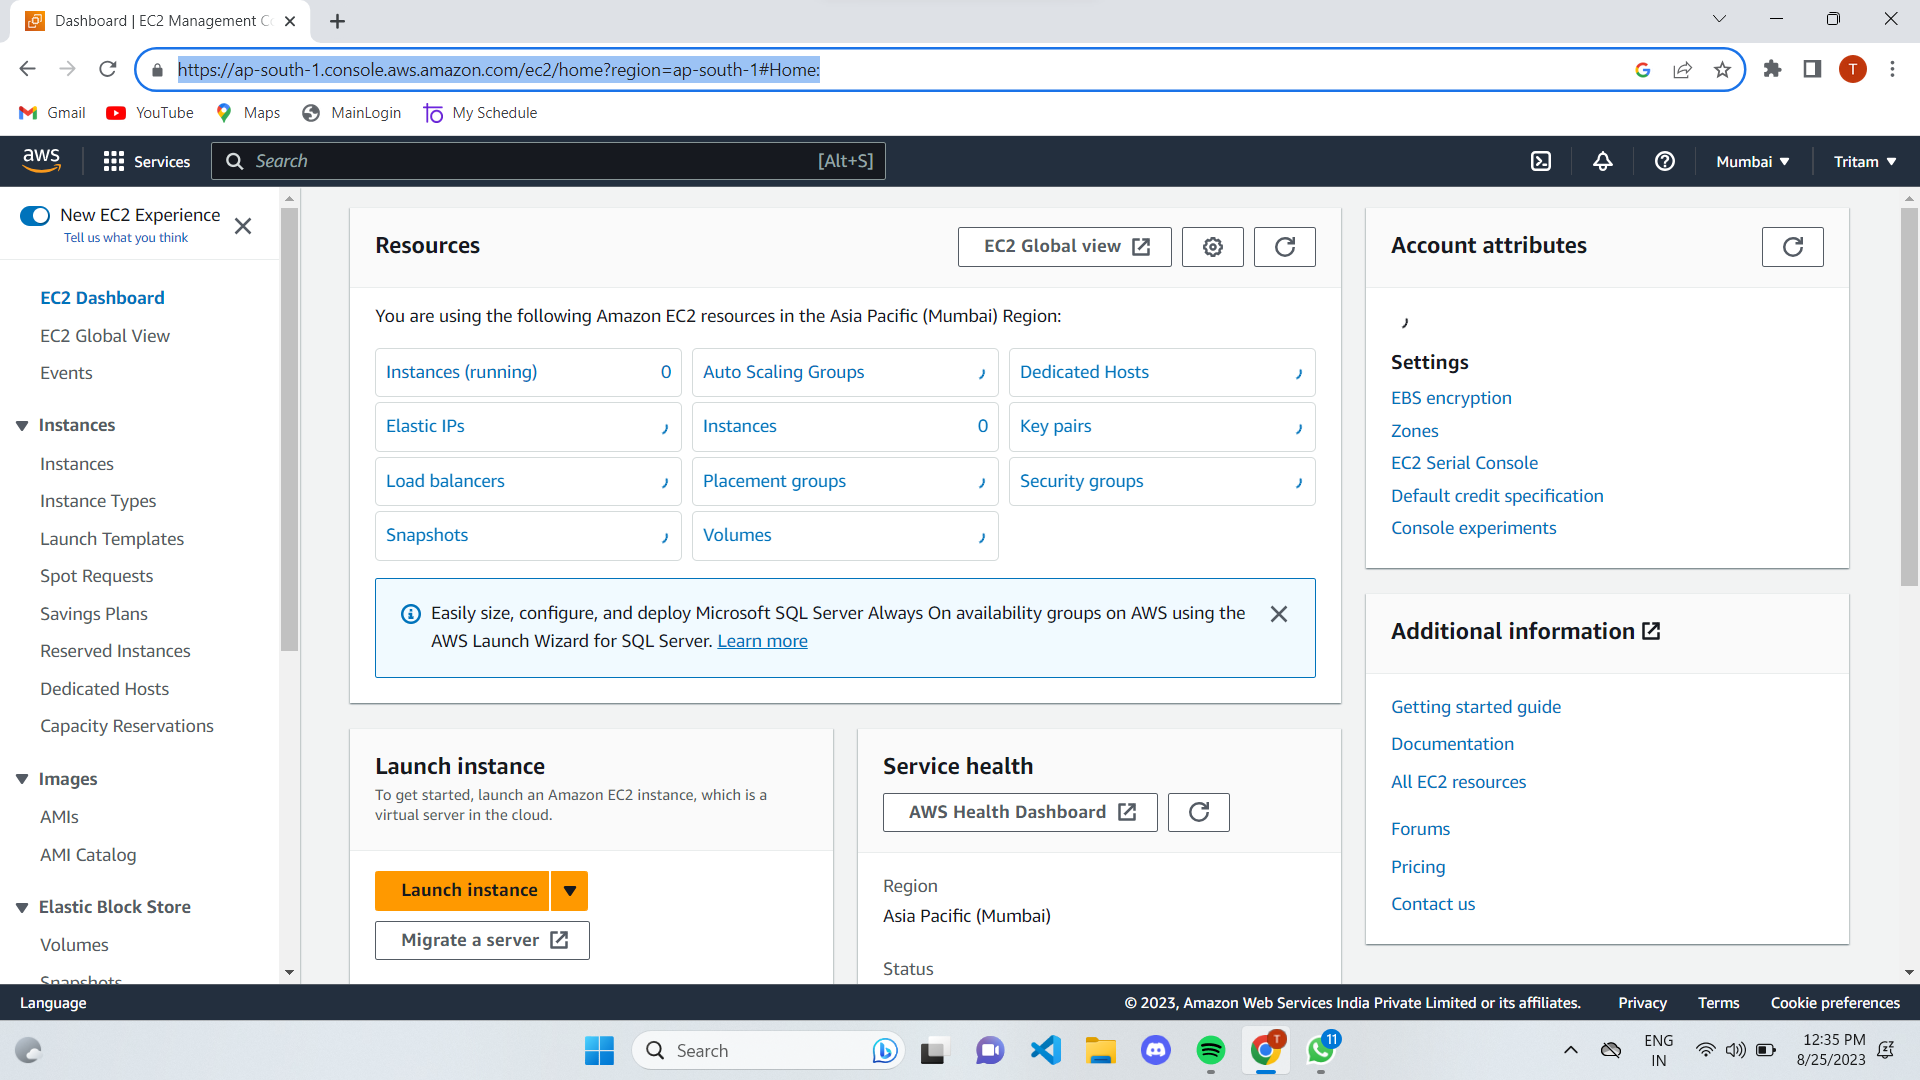 Dashboard | EC2 Management Co
https://ap-south-1.console.aws.amazon.com/ec2/home?region=ap-south-1#Home:
T
Gmail
YouTube
Maps
MainLogin
My Schedule
aws
Services
Search
[Alt+S]
Mumbai
Tritam
New EC2 Experience
Tell us what you think
EC2 Dashboard
EC2 Global View
Events
Instances
Instances
Instance Types
Launch Templates
Spot Requests
Savings Plans
Reserved Instances
Dedicated Hosts
Capacity Reservations
Images
AMIs
AMI Catalog
Elastic Block Store
Volumes
Snapshots
Resources
EC2 Global view
You are using the following Amazon EC2 resources in the Asia Pacific (Mumbai) Region:
Instances (running) 0
Auto Scaling Groups
Dedicated Hosts
Elastic IPs
Instances 0
Key pairs
Load balancers
Placement groups
Security groups
Snapshots
Volumes
Easily size, configure, and deploy Microsoft SQL Server Always On availability groups on AWS using the
AWS Launch Wizard for SQL Server. Learn more
Launch instance
To get started, launch an Amazon EC2 instance, which is a
virtual server in the cloud.
Launch instance
Migrate a server
Service health
AWS Health Dashboard
Region
Asia Pacific (Mumbai)
Status
Account attributes
Settings
EBS encryption
Zones
EC2 Serial Console
Default credit specification
Console experiments
Additional information
Getting started guide
Documentation
All EC2 resources
Forums
Pricing
Contact us
Language
© 2023, Amazon Web Services India Private Limited or its affiliates.
Privacy
Terms
Cookie preferences
Search
T
11
ENG
IN
12:35 PM
8/25/2023